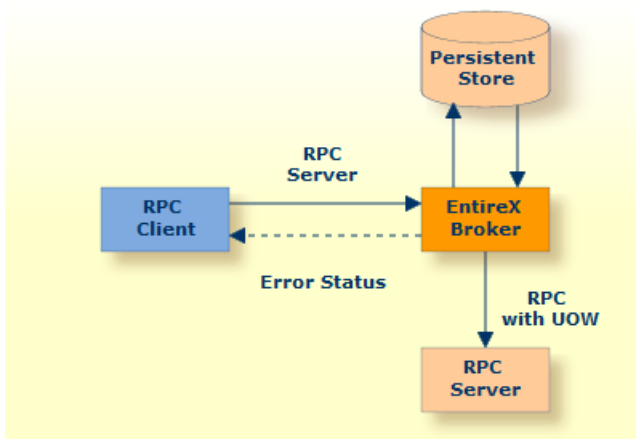 Persistent
Store
RPC
Server
RPC
Client
EntireX
Broker
Error Status
RPC
with UOW
RPC
Server